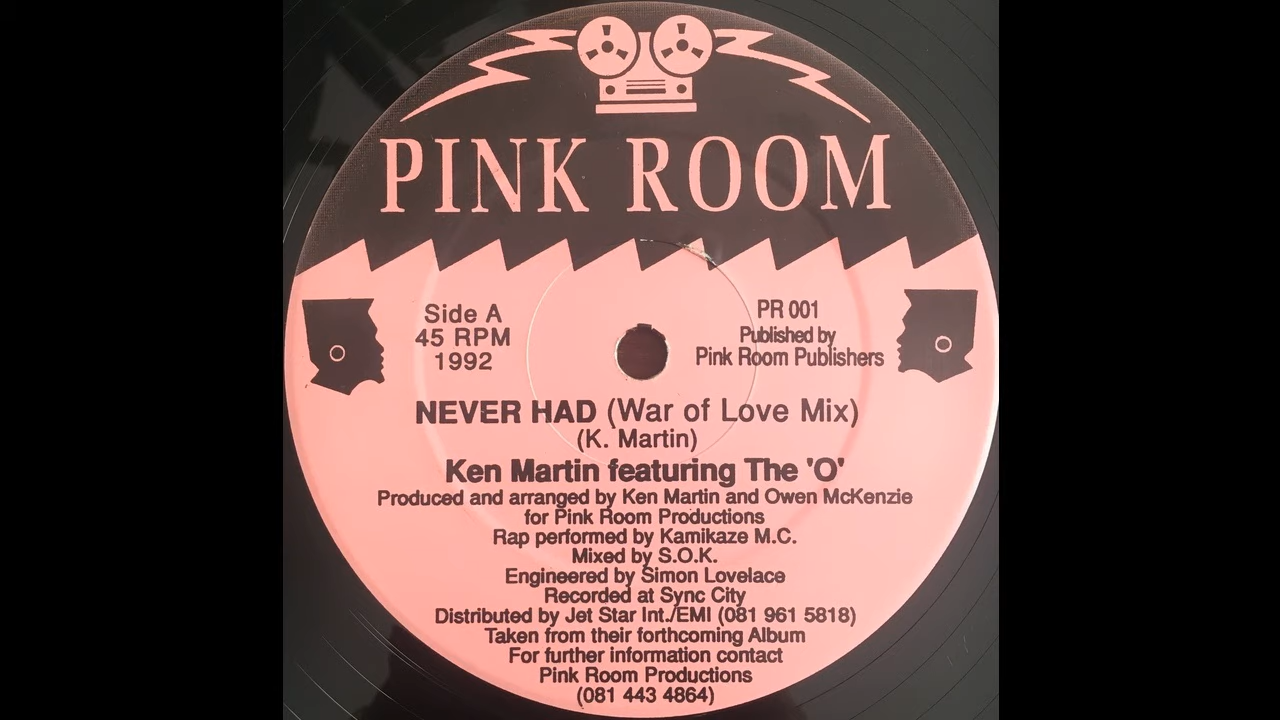 PINK ROOM
Side A
45 RPM
1992
PR 001
Published by
Pink Room Publishers
NEVER HAD (War of Love Mix)
(K. Martin)
Ken Martin featuring The 'O'
Produced and arranged by Ken Martin and Owen McKenzie
for Pink Room Productions
Rap performed by Kamikaze M.C.
Mixed by S.O.K.
Engineered by Simon Lovelace
Recorded at Sync City
Distributed by Jet Star Int./EMI (081 961 5818)
Taken from their forthcoming Album
For further information contact
Pink Room Productions
(081 443 4864)